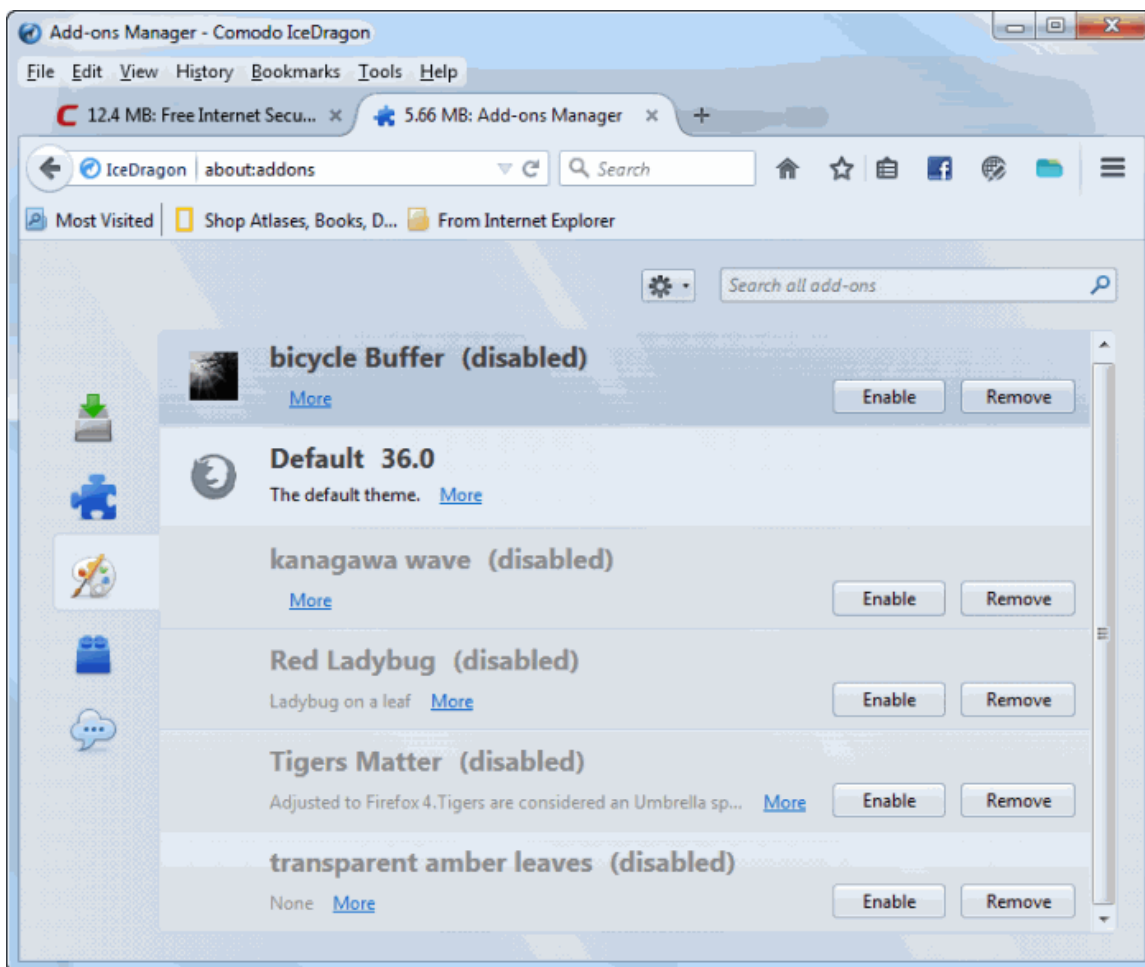 Add-ons Manager - Comodo IceDragon
File Edit View History Bookmarks Tools Help
12.4 MB: Free Internet Secu... 5.66 MB: Add-ons Manager
IceDragon about:addons Search
Most Visited Shop Atlases, Books, D... From Internet Explorer
Search all add-ons
bicycle Buffer (disabled)
More Enable Remove
Default 36.0
The default theme. More
kanagawa wave (disabled)
More Enable Remove
Red Ladybug (disabled)
Ladybug on a leaf More Enable Remove
Tigers Matter (disabled)
Adjusted to Firefox 4.Tigers are considered an Umbrella sp... More Enable Remove
transparent amber leaves (disabled)
None More Enable Remove